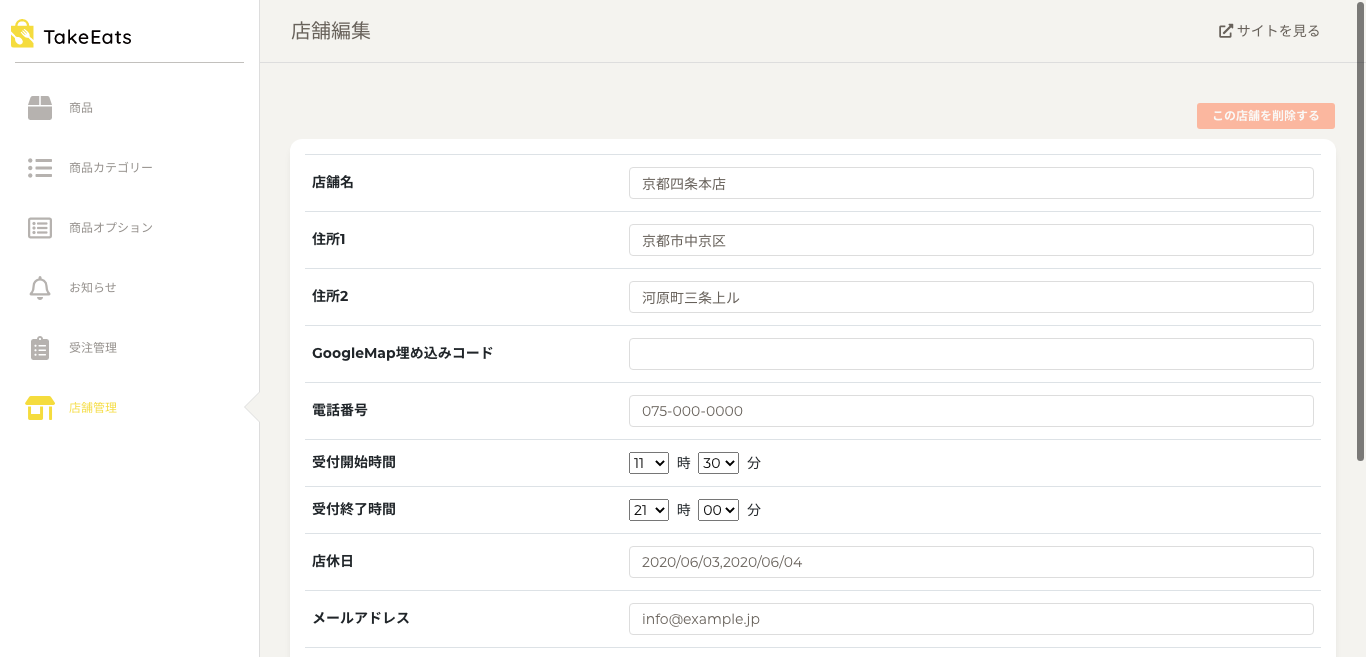 TakeEats
商品
商品カテゴリー
商品オプション
お知らせ
受注管理
店舗管理
店舗編集
サイトを見る
この店舗を削除する
店舗名 京都四条本店
住所1 京都市中京区
住所2 河原町三条上ル
GoogleMap埋め込みコード
電話番号 075-000-0000
受付開始時間 11 時 30 分
受付終了時間 21 時 00 分
店休日 2020/06/03,2020/06/04
メールアドレス info@example.jp